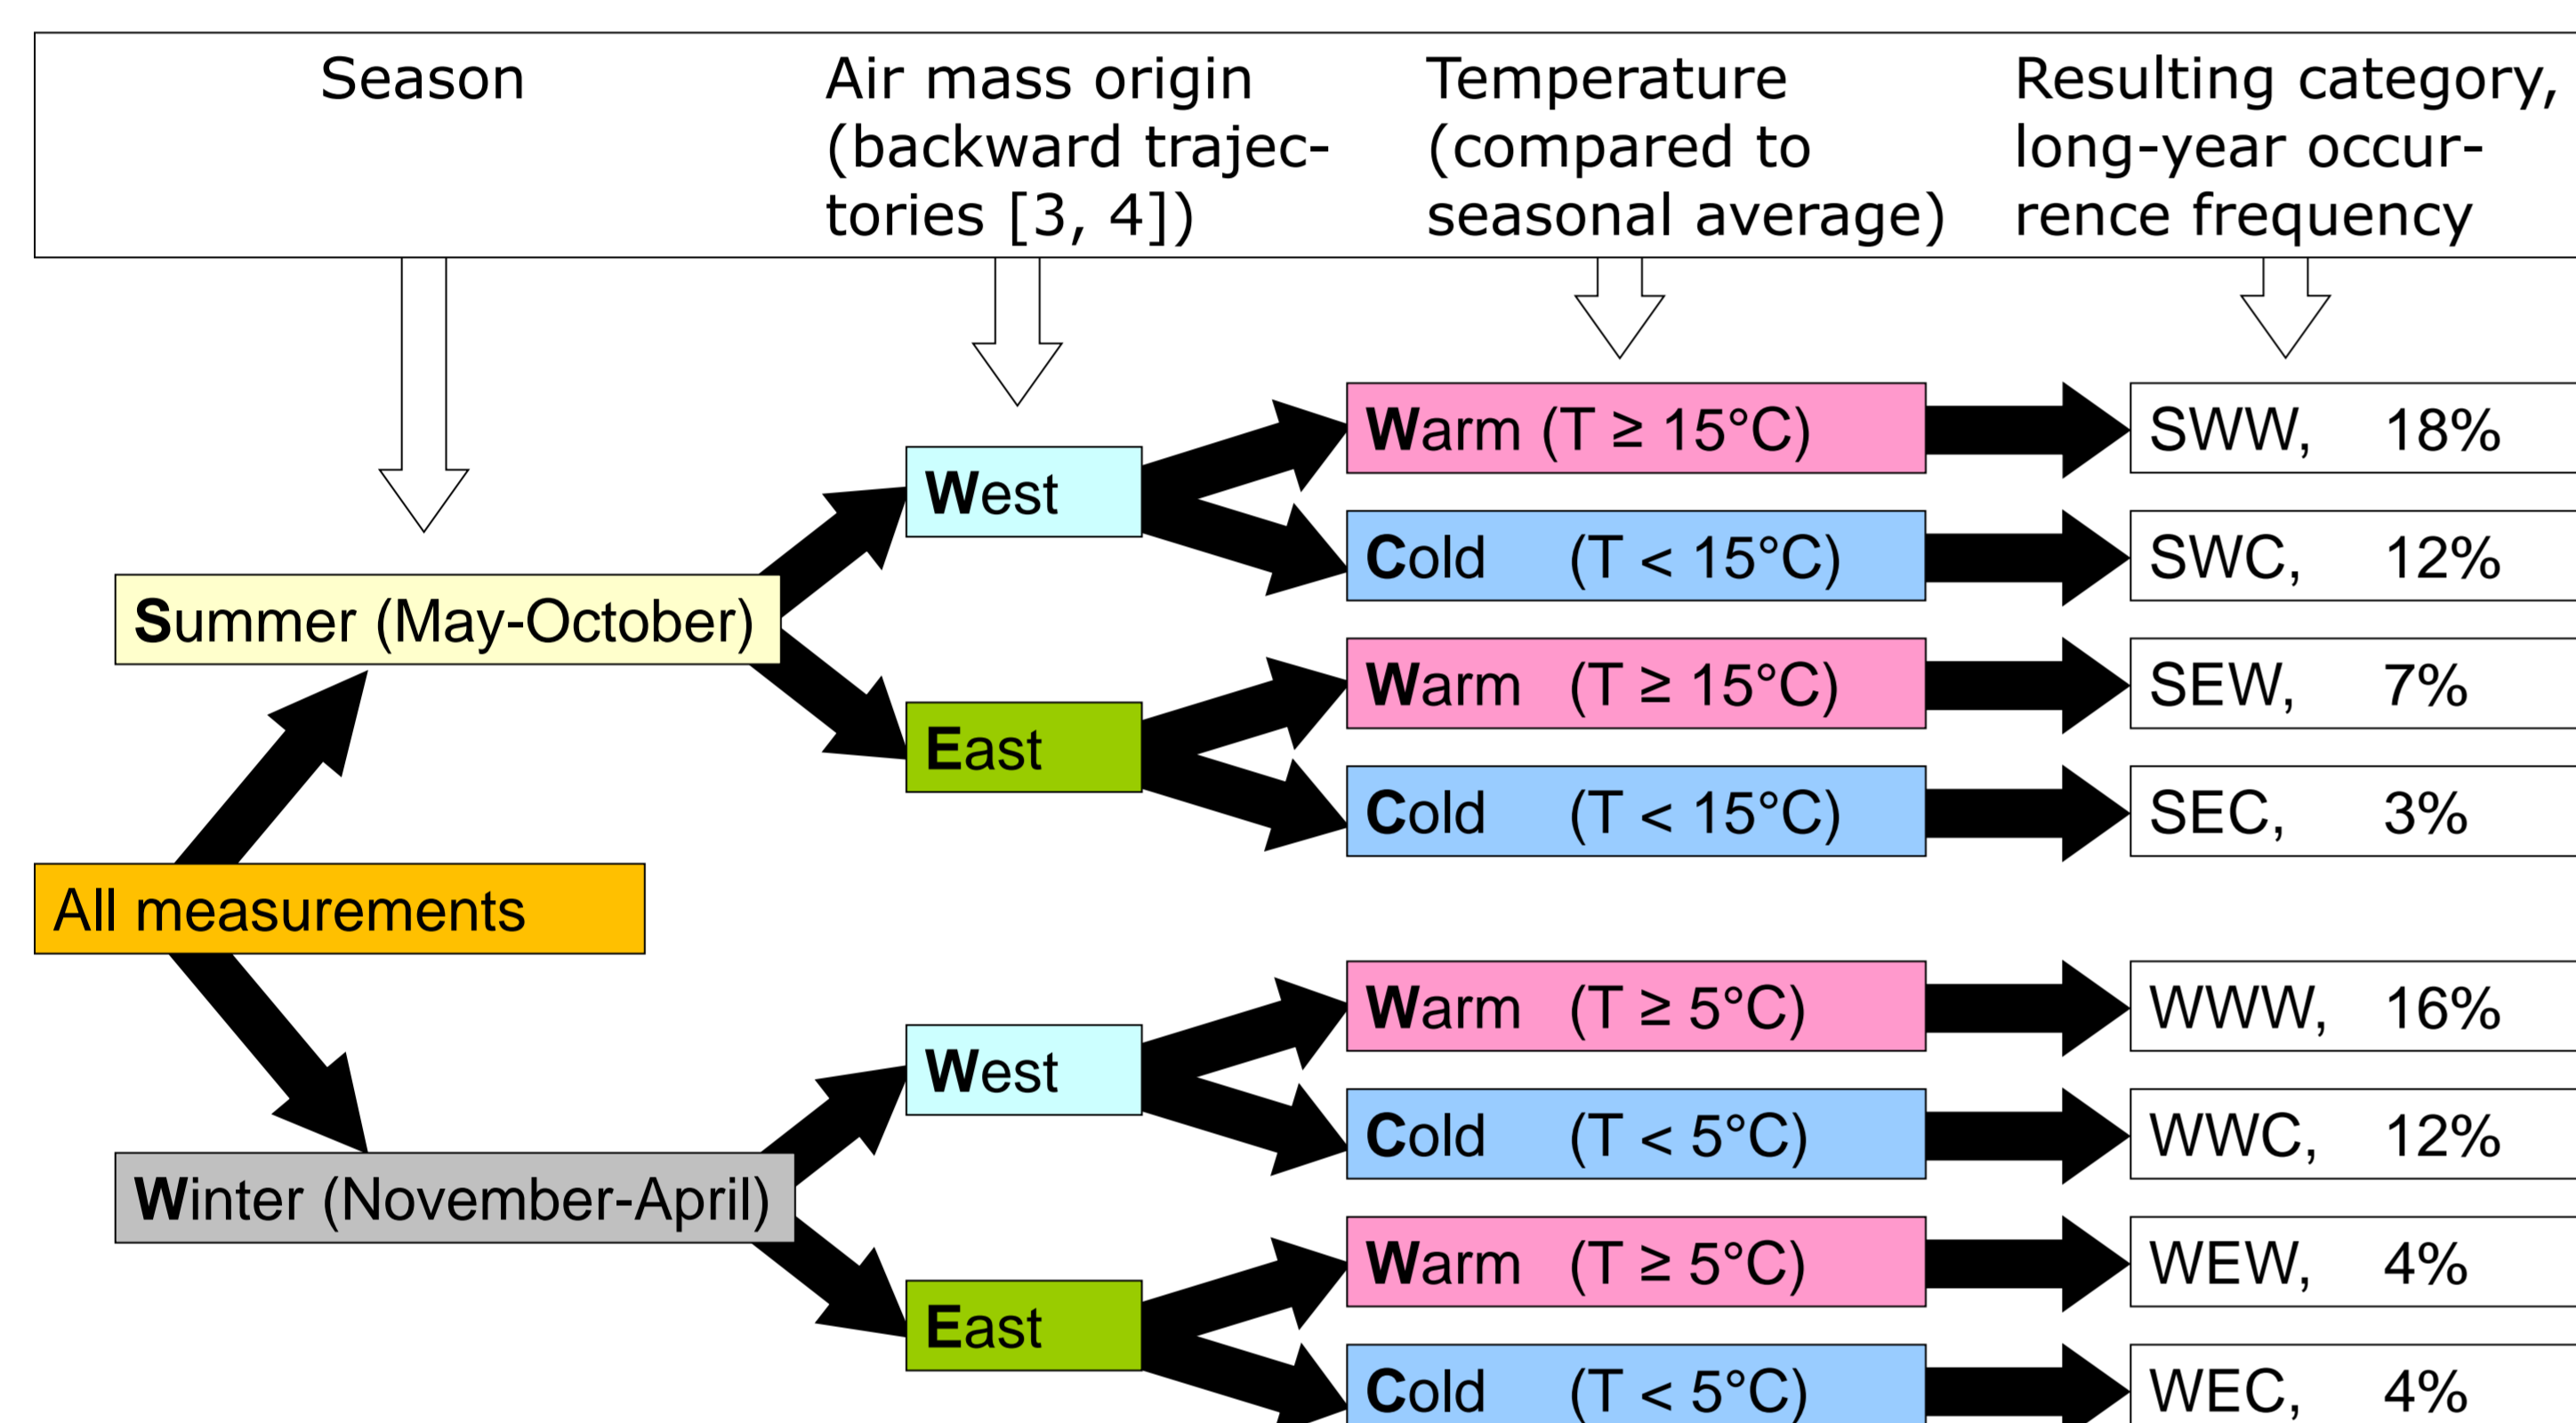 Season
Air mass origin
(backward trajec-
tories [3, 4])
Temperature
(compared to
seasonal average)
Resulting category,
long-year occur-
rence frequency
All measurements
Summer (May-October)
West
Warm (T ≥ 15°C)
SWW, 18%
Cold (T < 15°C)
SWC, 12%
East
Warm (T ≥ 15°C)
SEW, 7%
Cold (T < 15°C)
SEC, 3%
Winter (November-April)
West
Warm (T ≥ 5°C)
WWW, 16%
Cold (T < 5°C)
WWC, 12%
East
Warm (T ≥ 5°C)
WEW, 4%
Cold (T < 5°C)
WEC, 4%